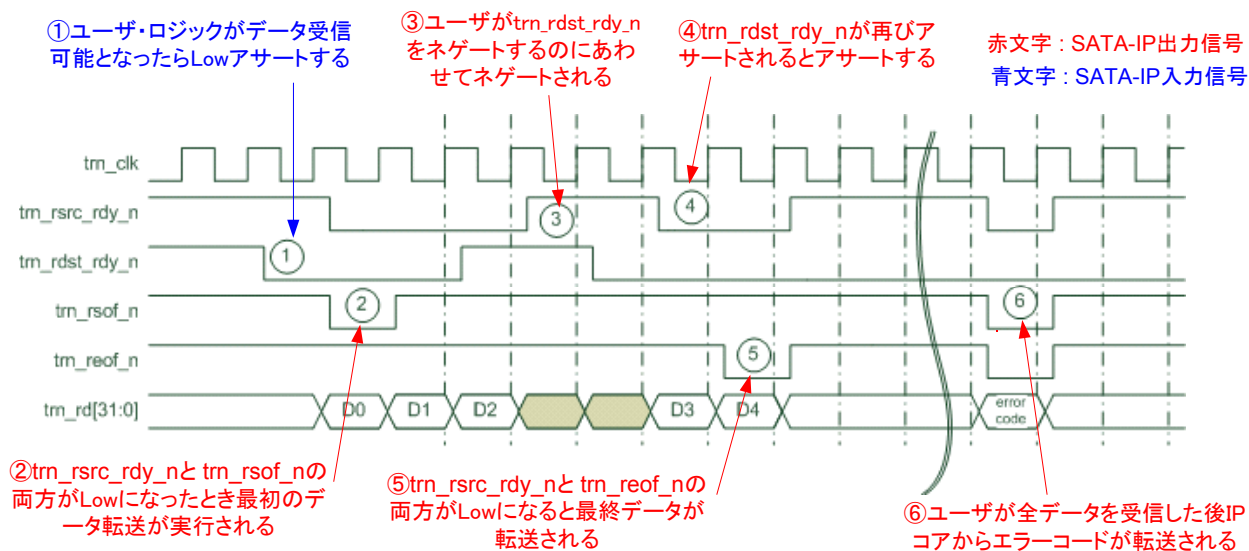 ①ユーザ・ロジックがデータ受信
可能となったらLowアサートする
③ユーザがtrn_rdst_rdy_n
をネゲートするのにあわ
せてネゲートされる
④trn_rdst_rdy_nが再びア
サートされるとアサートする
赤文字 : SATA-IP出力信号
青文字 : SATA-IP入力信号
trn_clk
trn_rsrc_rdy_n
3
4
trn_rdst_rdy_n
1
trn_rsof_n
2
6
trn_reof_n
5
trn_rd[31:0]
D0 D1 D2 D3 D4 error
code
②trn_rsrc_rdy_nと trn_rsof_nの
両方がLowになったとき最初のデ
ータ転送が実行される
⑤trn_rsrc_rdy_nと trn_reof_nの
両方がLowになると最終データが
転送される
⑥ユーザが全データを受信した後IP
コアからエラーコードが転送される